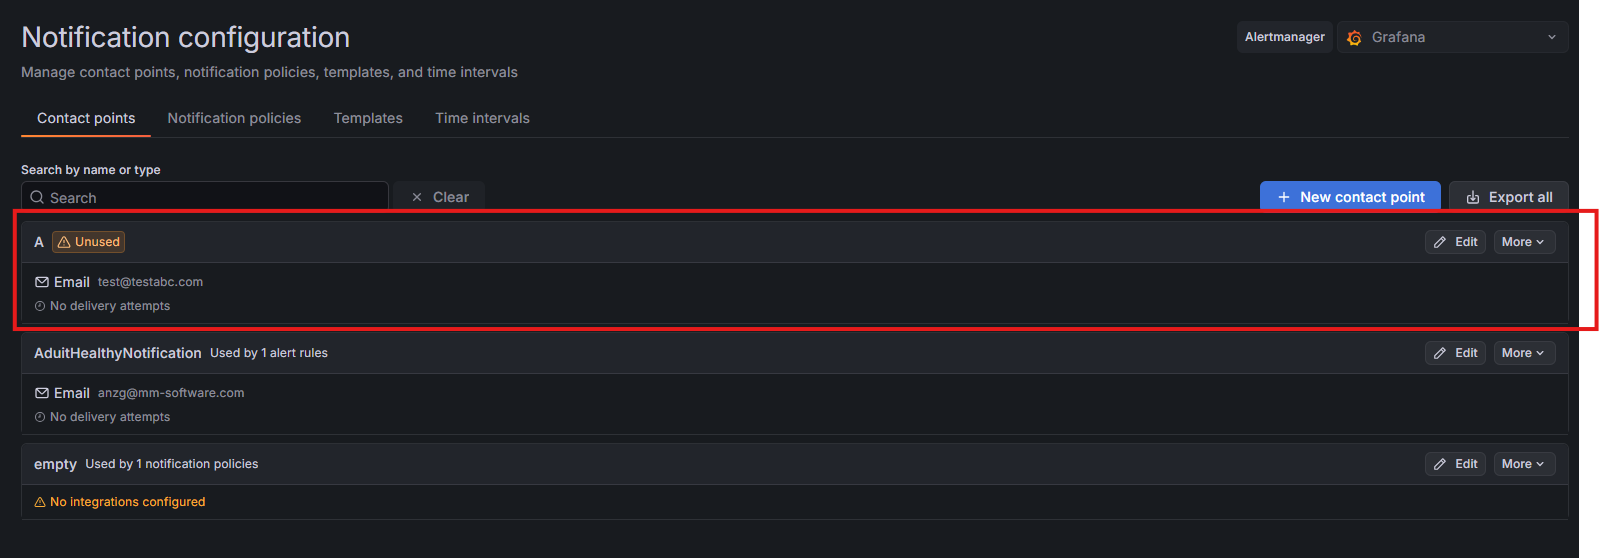 Notification configuration
Alertmanager Grafana
Manage contact points, notification policies, templates, and time intervals
Contact points Notification policies Templates Time intervals
Search by name or type
Search Clear New contact point Export all
A Unused Edit More
Email test@testabc.com
No delivery attempts
AduitHealthyNotification Used by 1 alert rules Edit More
Email anzg@mm-software.com
No delivery attempts
empty Used by 1 notification policies Edit More
No integrations configured